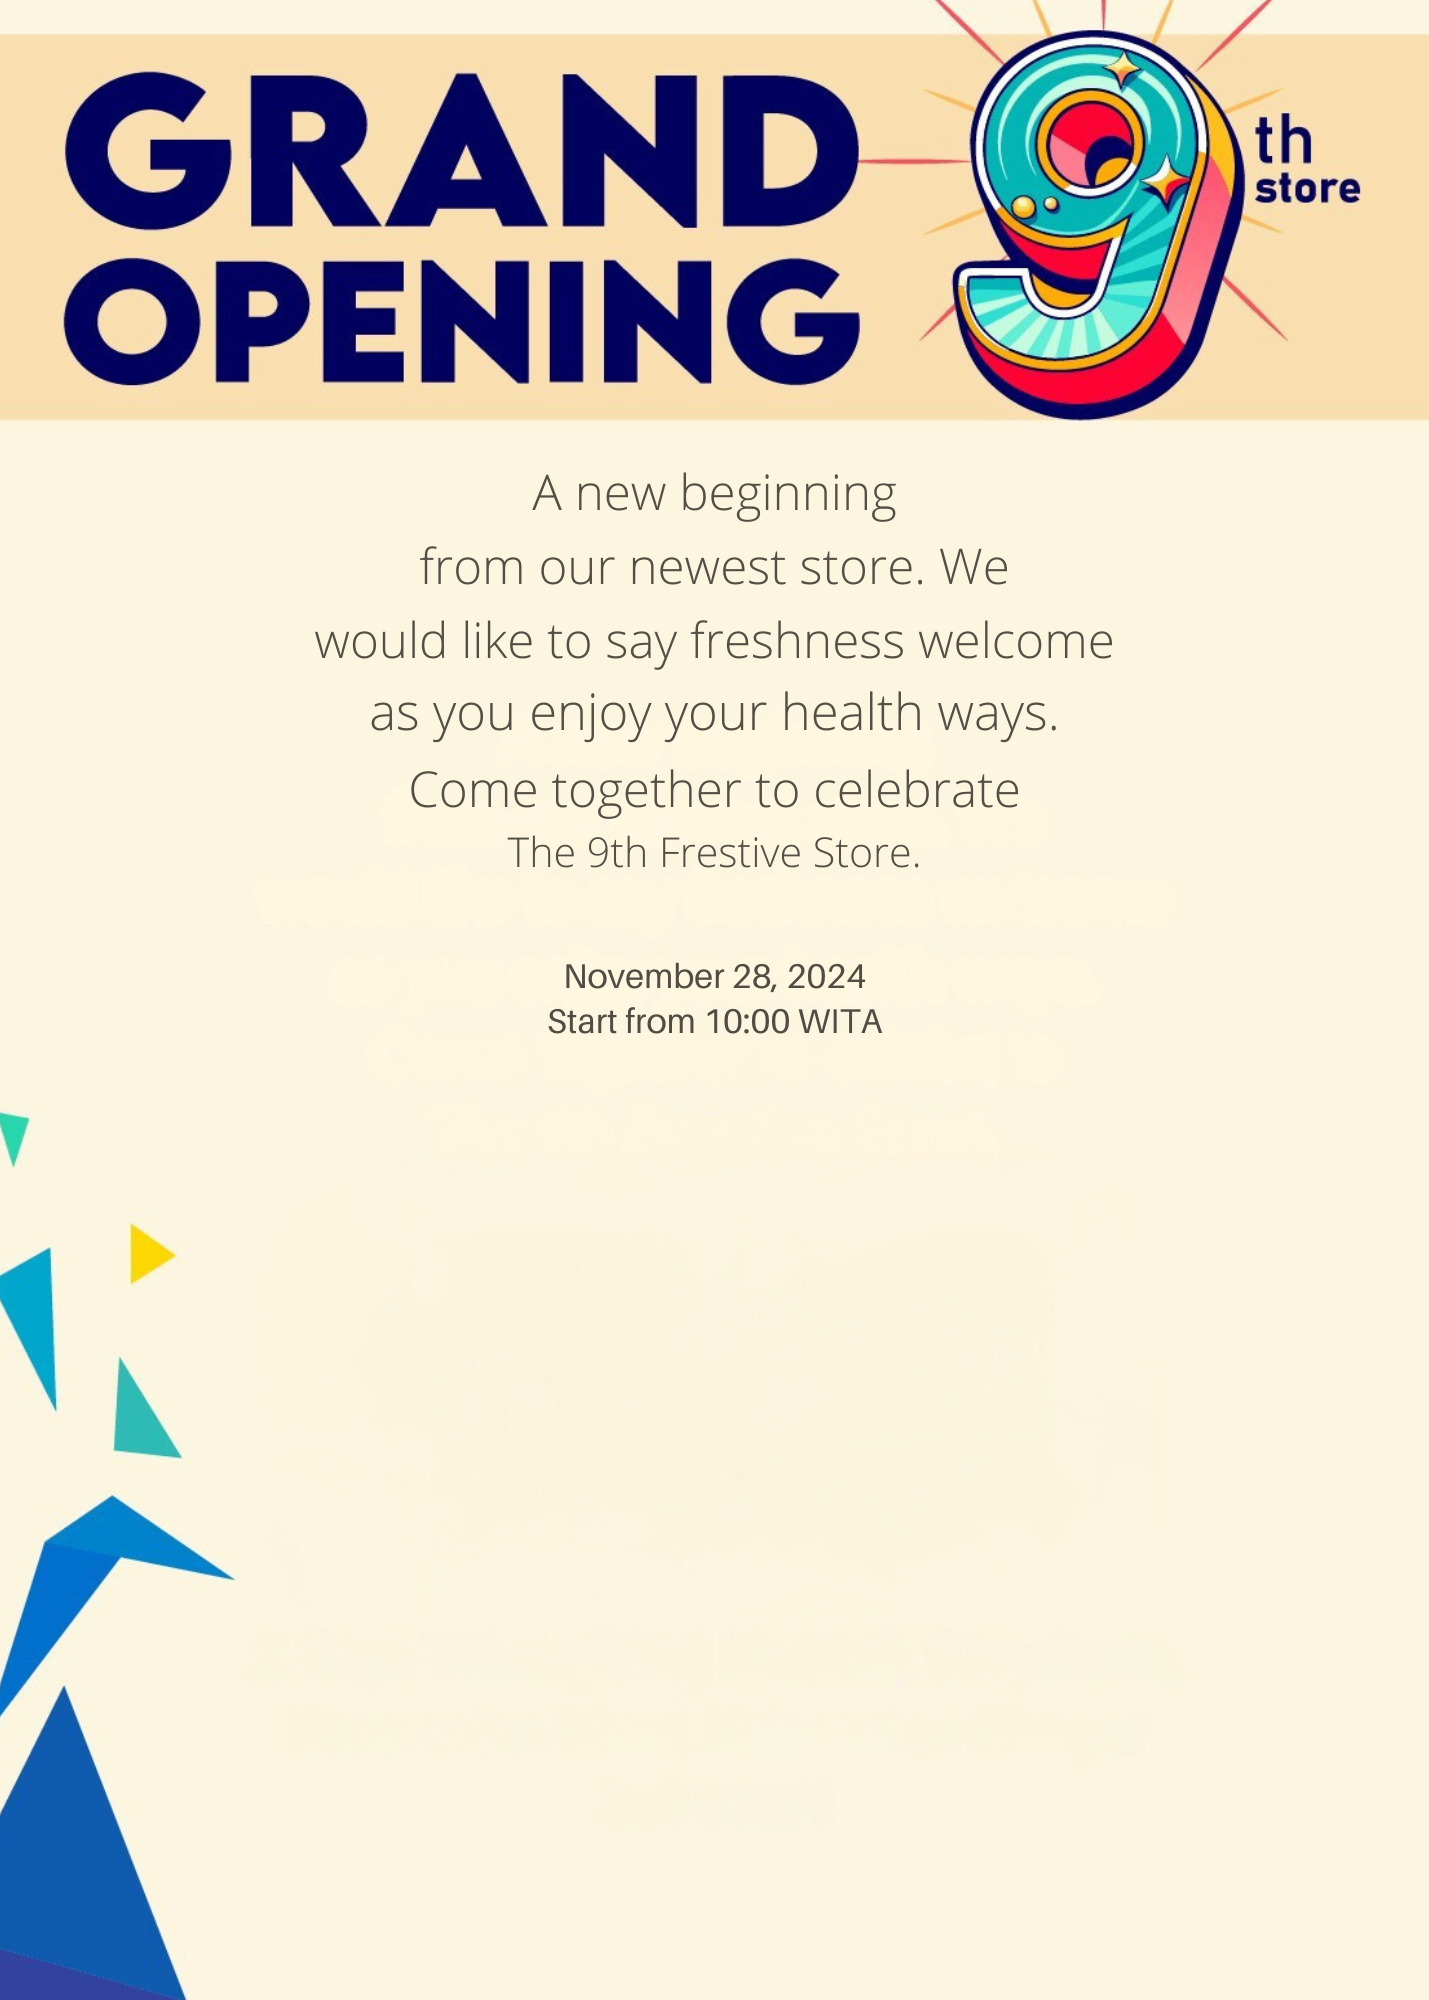 GRAND
OPENING
9th
store
A new beginning
from our newest store. We
would like to say freshness welcome
as you enjoy your health ways.
Come together to celebrate
The 9th Frestive Store.
November 28, 2024
Start from 10:00 WITA